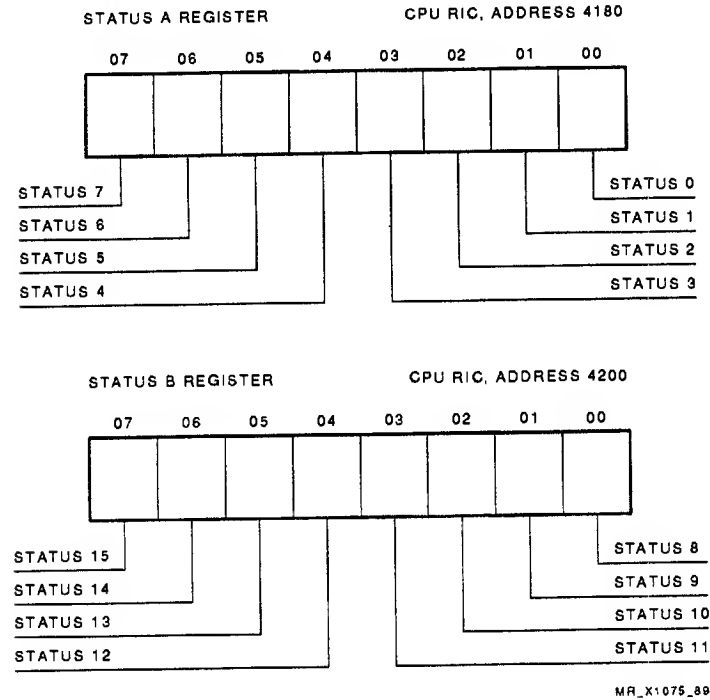 STATUS A REGISTER CPU RIC, ADDRESS 4180
07 06 05 04 03 02 01 00
STATUS 7 STATUS 0
STATUS 6 STATUS 1
STATUS 5 STATUS 2
STATUS 4 STATUS 3
STATUS B REGISTER CPU RIC, ADDRESS 4200
07 06 05 04 03 02 01 00
STATUS 15 STATUS 8
STATUS 14 STATUS 9
STATUS 13 STATUS 10
STATUS 12 STATUS 11
MR_X1075_89